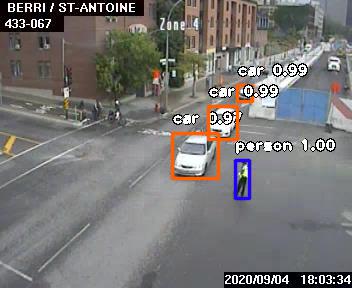 BERRI / ST-ANTOINE
433-067
Zone 4
car 0.99
car 0.99
car 0.97
person 1.00
2020/09/04 18:03:34